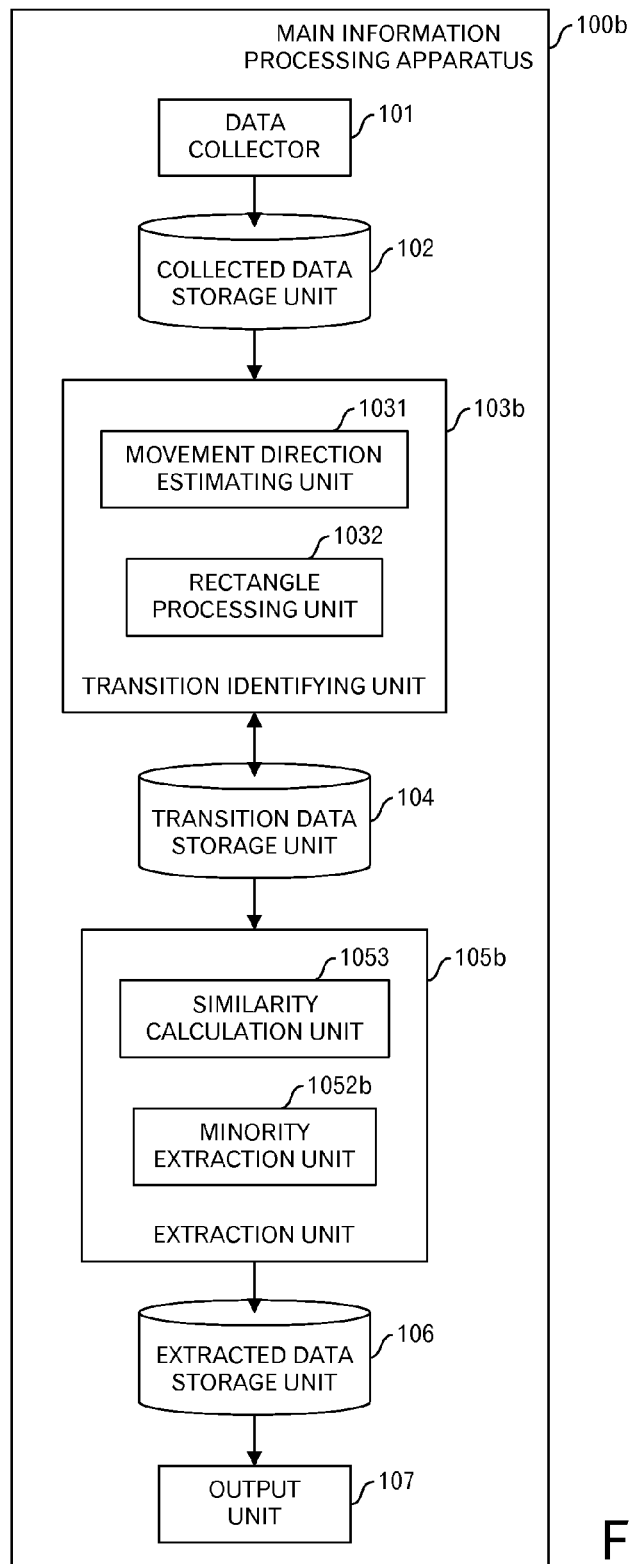 MAIN INFORMATION
PROCESSING APPARATUS
100b
101
DATA
COLLECTOR
102
COLLECTED DATA
STORAGE UNIT
103b
1031
MOVEMENT DIRECTION
ESTIMATING UNIT
1032
RECTANGLE
PROCESSING UNIT
TRANSITION IDENTIFYING UNIT
104
TRANSITION DATA
STORAGE UNIT
105b
1053
SIMILARITY
CALCULATION UNIT
1052b
MINORITY
EXTRACTION UNIT
EXTRACTION UNIT
106
EXTRACTED DATA
STORAGE UNIT
107
OUTPUT
UNIT
F